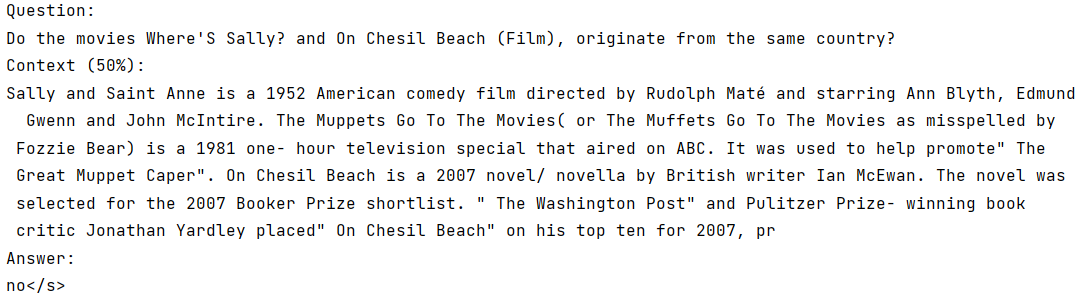 Question:
Do the movies Where'S Sally? and On Chesil Beach (Film), originate from the same country?
Context (50%):
Sally and Saint Anne is a 1952 American comedy film directed by Rudolph Maté and starring Ann Blyth, Edmund
Gwenn and John McIntire. The Muppets Go To The Movies( or The Muffets Go To The Movies as misspelled by
Fozzie Bear) is a 1981 one- hour television special that aired on ABC. It was used to help promote" The
Great Muppet Caper". On Chesil Beach is a 2007 novel/ novella by British writer Ian McEwan. The novel was
selected for the 2007 Booker Prize shortlist. " The Washington Post" and Pulitzer Prize- winning book
critic Jonathan Yardley placed" On Chesil Beach" on his top ten for 2007, pr
Answer:
no</s>